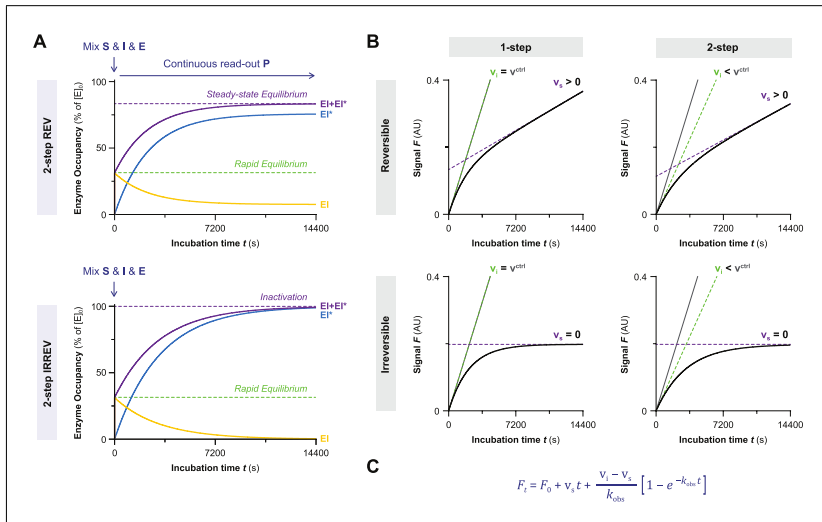 A
Mix S & I & E
Continuous read-out P
2-step REV
Enzyme Occupancy (% of [E]₀)
100
50
0
Steady-state Equilibrium
EI+EI*
EI*
Rapid Equilibrium
EI
0
7200
14400
Incubation time t (s)
Mix S & I & E
2-step IRREV
Enzyme Occupancy (% of [E]₀)
100
50
0
Inactivation
EI+EI*
EI*
Rapid Equilibrium
EI
0
7200
14400
Incubation time t (s)
B
1-step
2-step
Reversible
vᵢ = vᶜᵗʳˡ
vₛ > 0
0.4
0
Signal F (AU)
0
7200
14400
Incubation time t (s)
vᵢ < vᶜᵗʳˡ
vₛ > 0
0.4
0
Signal F (AU)
0
7200
14400
Incubation time t (s)
Irreversible
vᵢ = vᶜᵗʳˡ
vₛ = 0
0.4
0
Signal F (AU)
0
7200
14400
Incubation time t (s)
vᵢ < vᶜᵗʳˡ
vₛ = 0
0.4
0
Signal F (AU)
0
7200
14400
Incubation time t (s)
C
Fₜ = F₀ + vₛt + (vᵢ − vₛ)/k_obs [1 − e^(−k_obs t)]